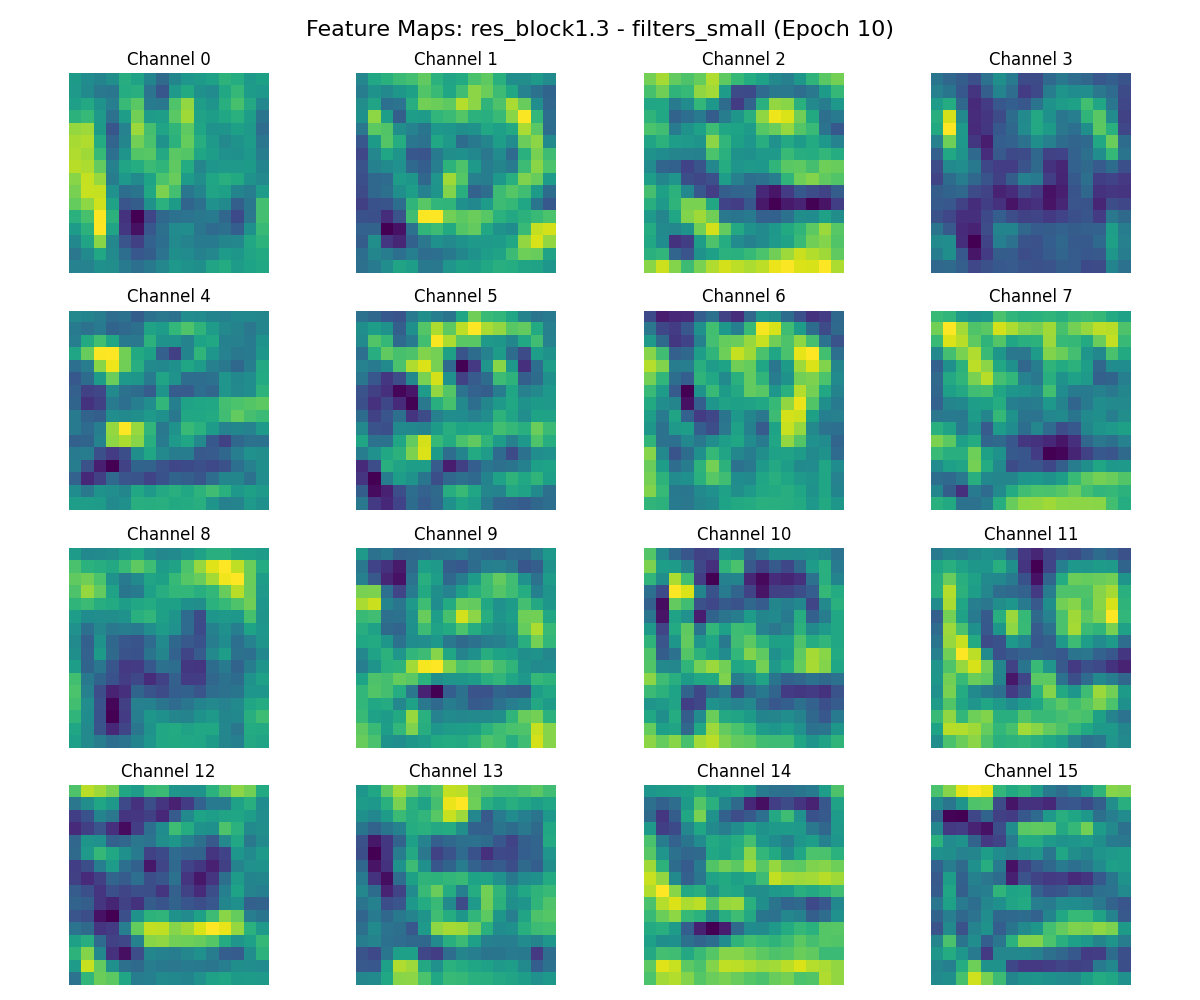 Feature Maps: res_block1.3 - filters_small (Epoch 10)
Channel 0
Channel 1
Channel 2
Channel 3
Channel 4
Channel 5
Channel 6
Channel 7
Channel 8
Channel 9
Channel 10
Channel 11
Channel 12
Channel 13
Channel 14
Channel 15